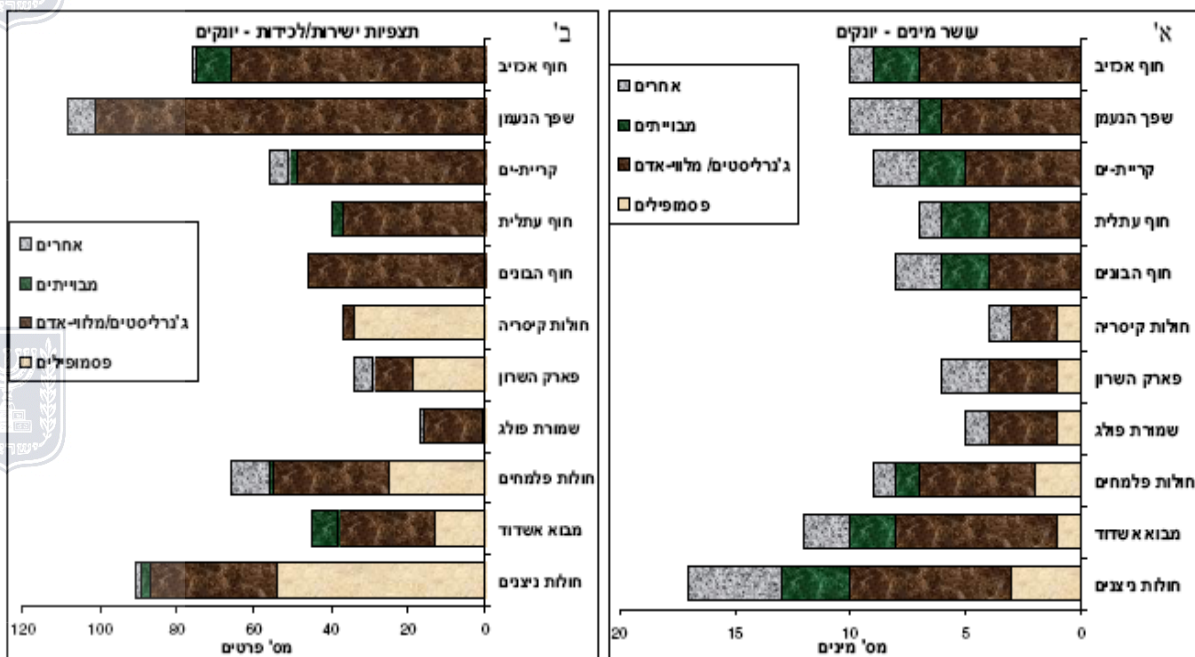 א'
עושר מינים - יונקים
אחרים
מבוייתים
ג'נרליסטים/ מלווי-אדם
פסמופילים
חוף אכזיב
שפך הנעמן
קריית-ים
חוף עתלית
חוף הבונים
חולות קיסריה
פארק השרון
שמורת פולג
חולות פלמחים
מבוא אשדוד
חולות ניצנים
0 5 10 15 20
מס' מינים
ב'
תצפיות ישירות/לכידות - יונקים
אחרים
מבוייתים
ג'נרליסטים/מלווי-אדם
פסמופילים
חוף אכזיב
שפך הנעמן
קריית-ים
חוף עתלית
חוף הבונים
חולות קיסריה
פארק השרון
שמורת פולג
חולות פלמחים
מבוא אשדוד
חולות ניצנים
0 20 40 60 80 100 120
מס' פרטים